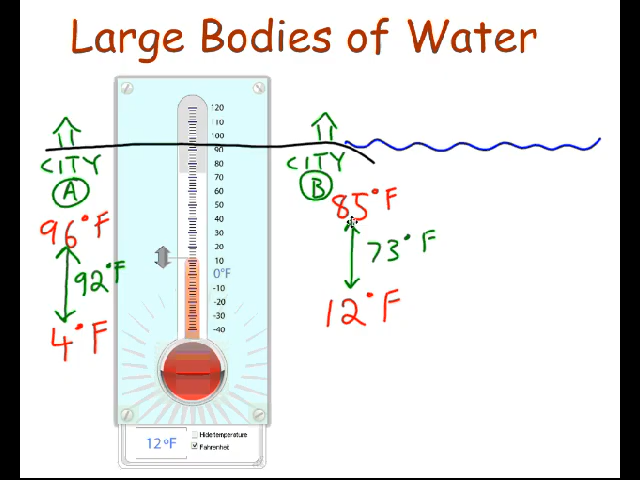 Large Bodies of Water
120
110
100
90
80
70
60
50
40
30
20
10
0°F
-10
-20
-30
-40
CITY
A
96°F
92°F
4°F
CITY
B
85°F
73°F
12°F
12 ºF
Hide temperature
Fahrenheit